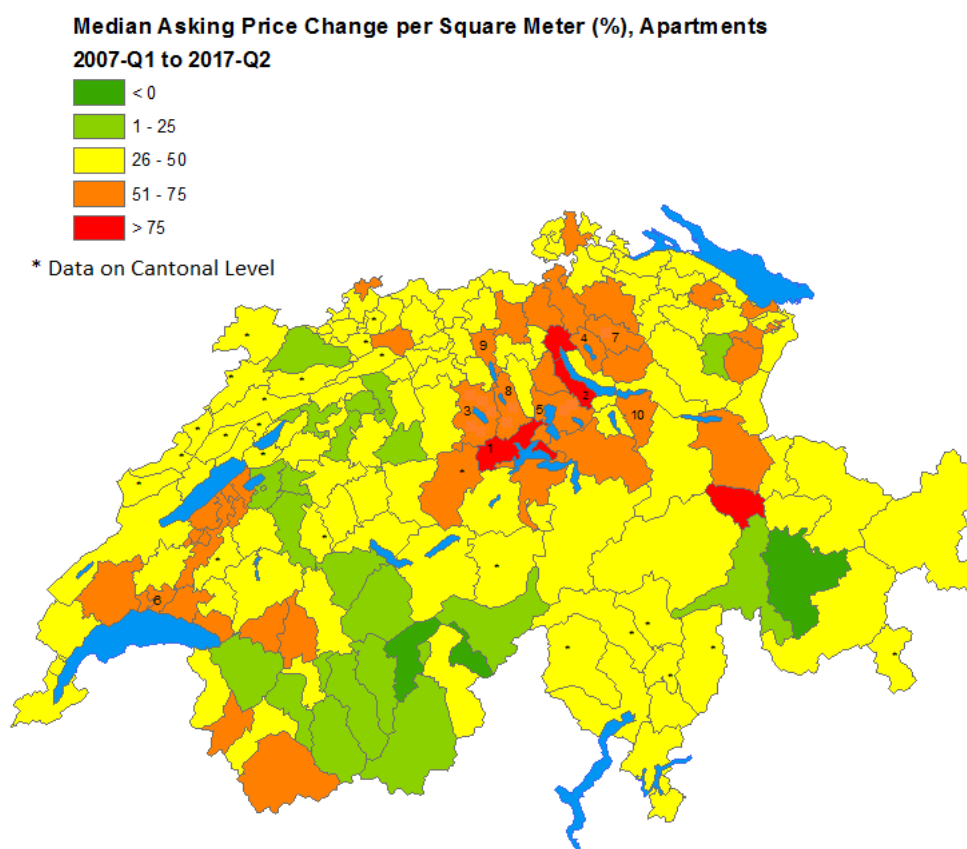 Median Asking Price Change per Square Meter (%), Apartments
2007-Q1 to 2017-Q2
< 0
1 - 25
26 - 50
51 - 75
> 75
* Data on Cantonal Level
4
7
9
2
8
3
5
10
1
6